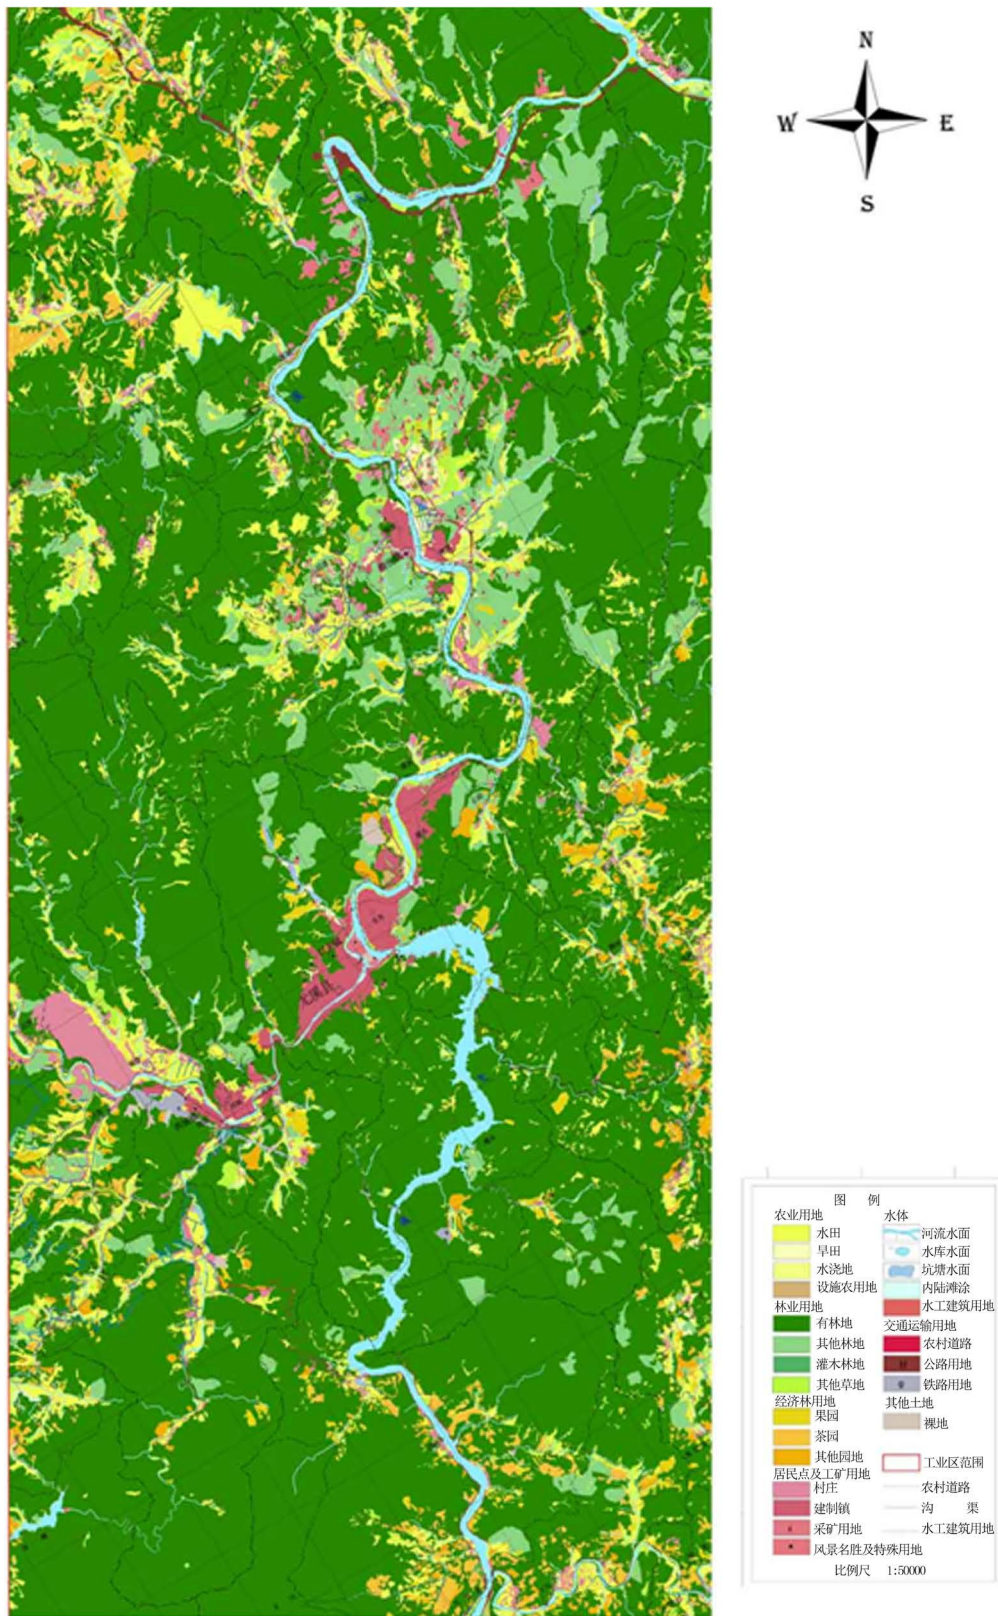 N
W E
S
图 例
农业用地 水体
水田 河流水面
旱田 水库水面
水浇地 坑塘水面
设施农用地 内陆滩涂
林业用地 水工建筑用地
有林地 交通运输用地
其他林地 农村道路
灌木林地 公路用地
其他草地 铁路用地
经济林用地 其他土地
果园 裸地
茶园
其他园地 工业区范围
居民点及工矿用地
村庄 农村道路
建制镇 沟 渠
采矿用地 水工建筑用地
风景名胜及特殊用地
比例尺 1:50000